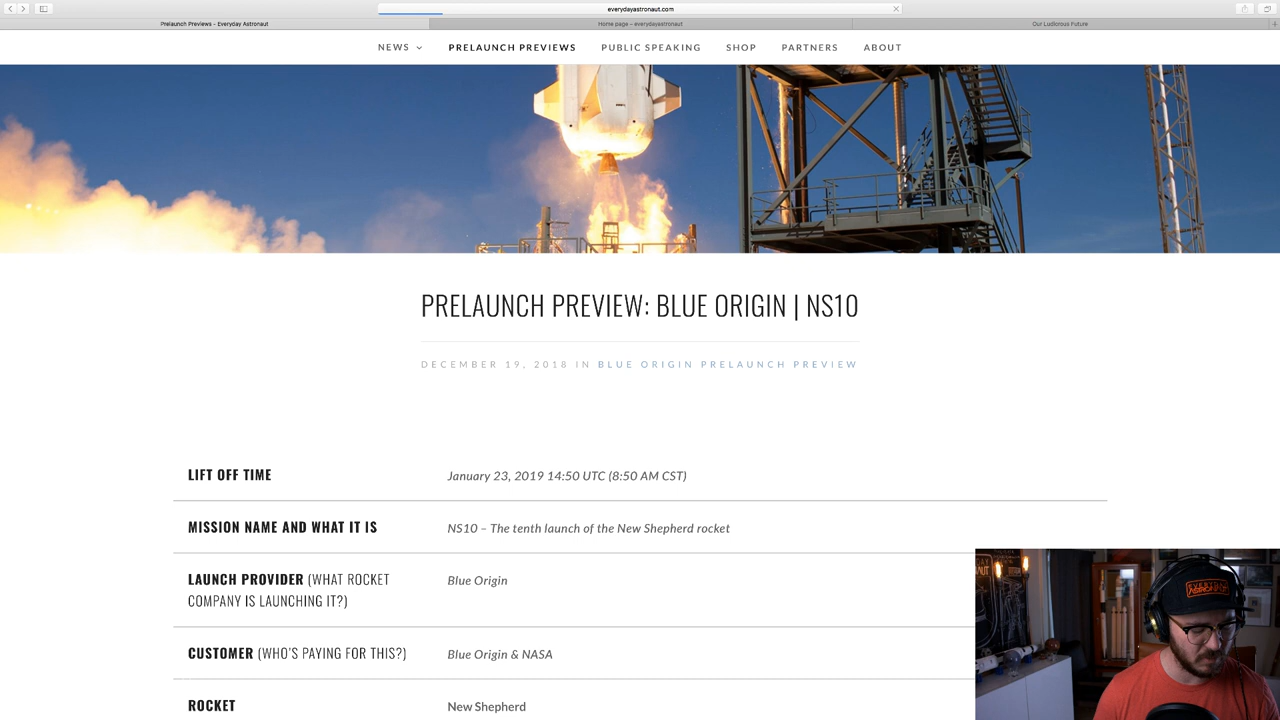 everydayastronaut.com
Prelaunch Previews - Everyday Astronaut
Home page – everydayastronaut
Our Ludicrous Future
NEWS
PRELAUNCH PREVIEWS
PUBLIC SPEAKING
SHOP
PARTNERS
ABOUT
PRELAUNCH PREVIEW: BLUE ORIGIN | NS10
DECEMBER 19, 2018 IN BLUE ORIGIN PRELAUNCH PREVIEW
LIFT OFF TIME
January 23, 2019 14:50 UTC (8:50 AM CST)
MISSION NAME AND WHAT IT IS
NS10 – The tenth launch of the New Shepherd rocket
LAUNCH PROVIDER (WHAT ROCKET
COMPANY IS LAUNCHING IT?)
Blue Origin
CUSTOMER (WHO'S PAYING FOR THIS?)
Blue Origin & NASA
ROCKET
New Shepherd
EVERYDAY
ASTRONAUT